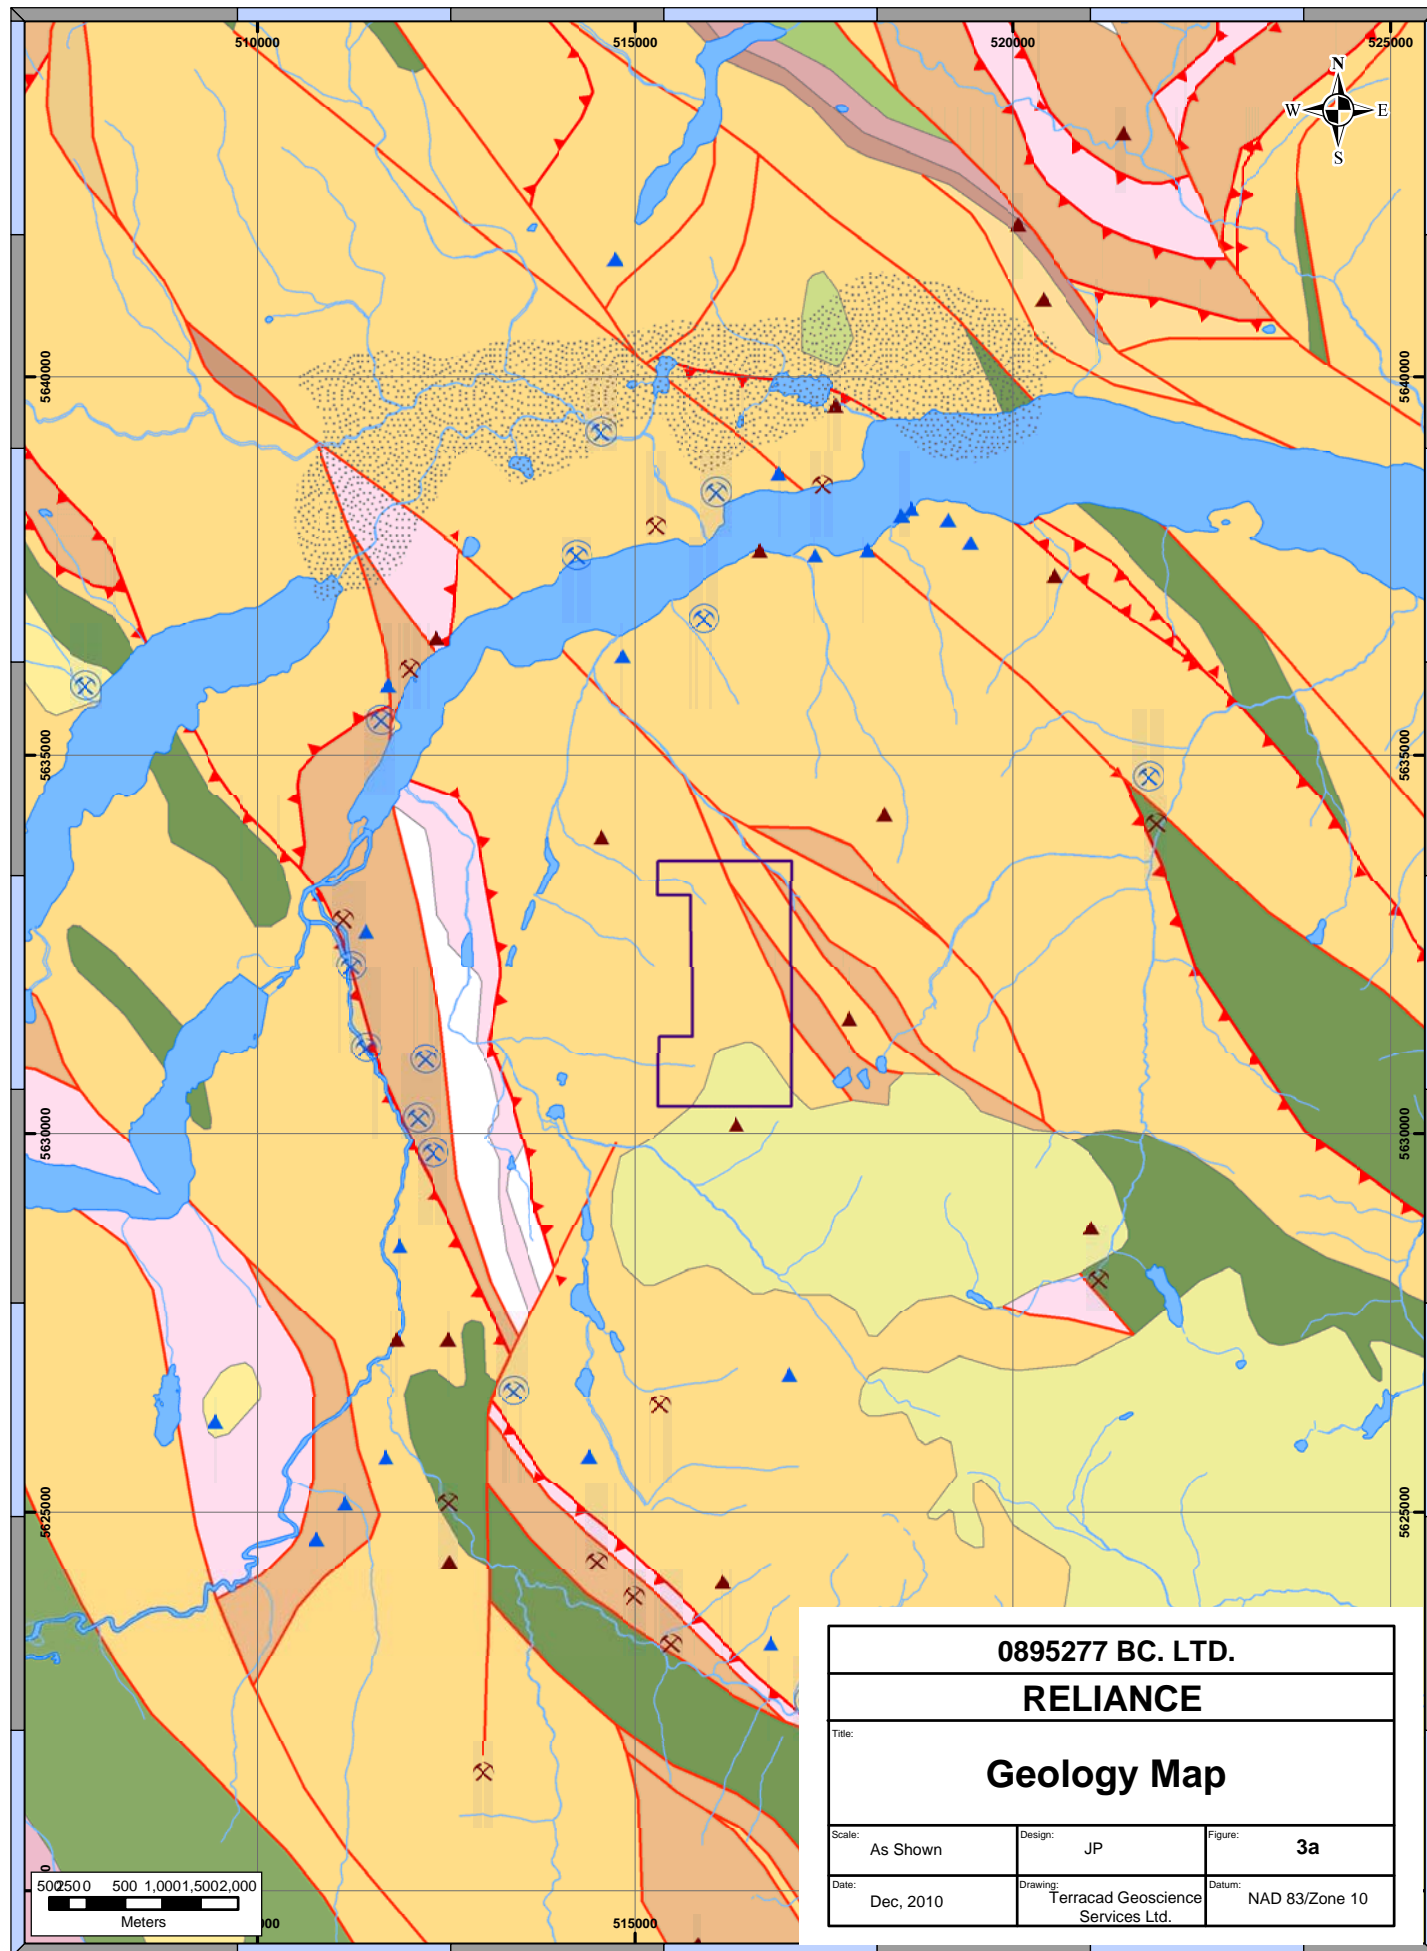 510000
515000
520000
525000
N
W
E
S
5640000
5640000
5635000
5635000
5630000
5630000
5625000
5625000
0895277 BC. LTD.
RELIANCE
Title:
Geology Map
Scale:
As Shown
Design:
JP
Figure:
3a
Date:
Dec, 2010
Drawing:
Terracad Geoscience
Services Ltd.
Datum:
NAD 83/Zone 10
500 250 0 500 1,000 1,500 2,000
Meters
515000